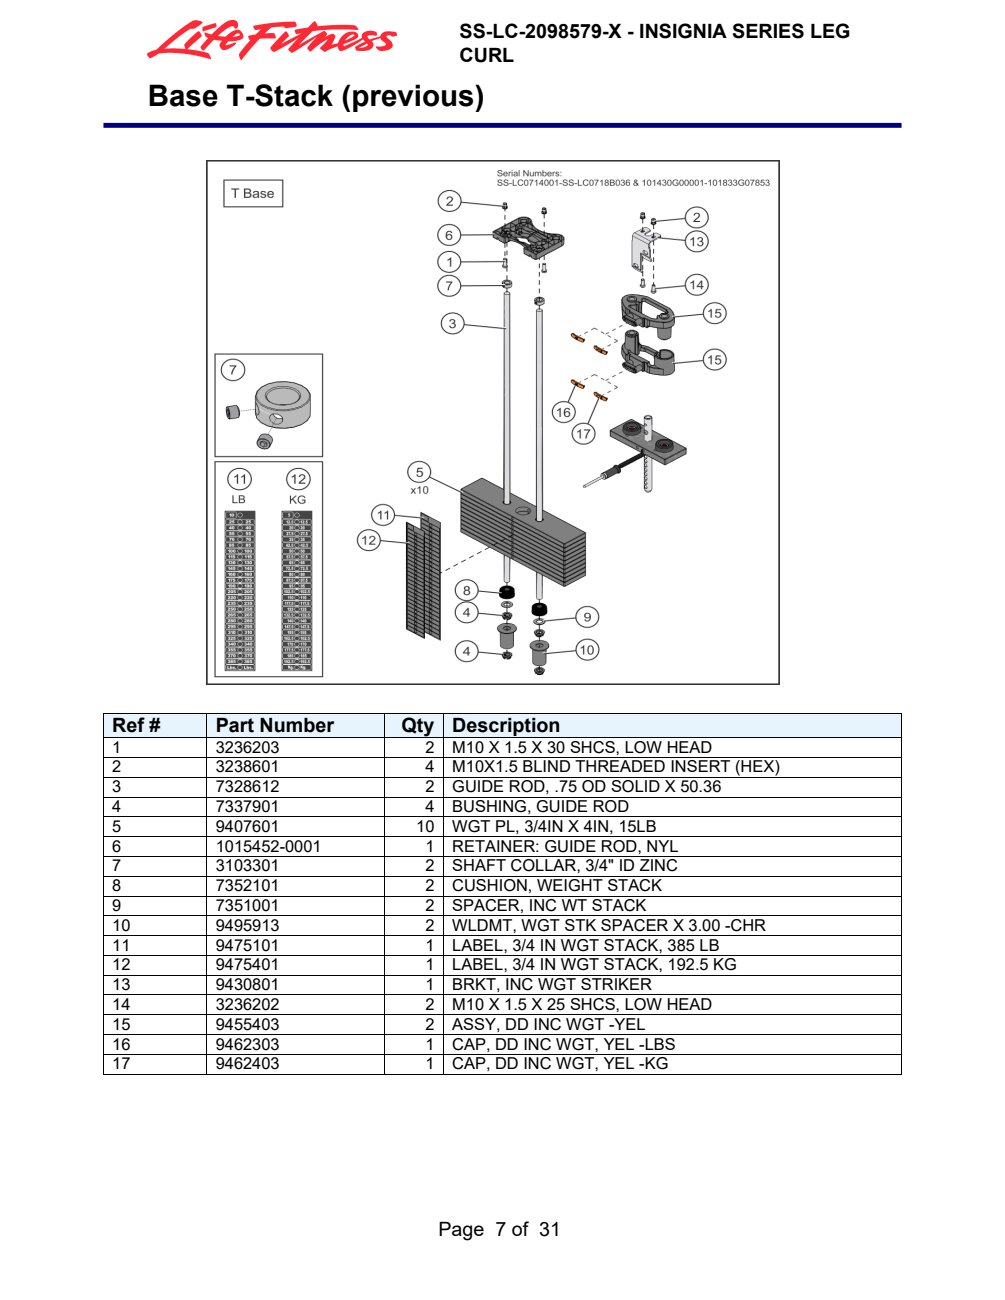 Life Fitness
SS-LC-2098579-X - INSIGNIA SERIES LEG
CURL
Base T-Stack (previous)
Serial Numbers:
SS-LC0714001-SS-LC0718B036 & 101430G00001-101833G07853
T Base
2
2
6
13
1
7
14
3
15
15
7
16
17
5
x10
11
LB
12
KG
11
12
8
4
9
4
10
Ref # Part Number Qty Description
1 3236203 2 M10 X 1.5 X 30 SHCS, LOW HEAD
2 3238601 4 M10X1.5 BLIND THREADED INSERT (HEX)
3 7328612 2 GUIDE ROD, .75 OD SOLID X 50.36
4 7337901 4 BUSHING, GUIDE ROD
5 9407601 10 WGT PL, 3/4IN X 4IN, 15LB
6 1015452-0001 1 RETAINER: GUIDE ROD, NYL
7 3103301 2 SHAFT COLLAR, 3/4" ID ZINC
8 7352101 2 CUSHION, WEIGHT STACK
9 7351001 2 SPACER, INC WT STACK
10 9495913 2 WLDMT, WGT STK SPACER X 3.00 -CHR
11 9475101 1 LABEL, 3/4 IN WGT STACK, 385 LB
12 9475401 1 LABEL, 3/4 IN WGT STACK, 192.5 KG
13 9430801 1 BRKT, INC WGT STRIKER
14 3236202 2 M10 X 1.5 X 25 SHCS, LOW HEAD
15 9455403 2 ASSY, DD INC WGT -YEL
16 9462303 1 CAP, DD INC WGT, YEL -LBS
17 9462403 1 CAP, DD INC WGT, YEL -KG
Page 7 of 31